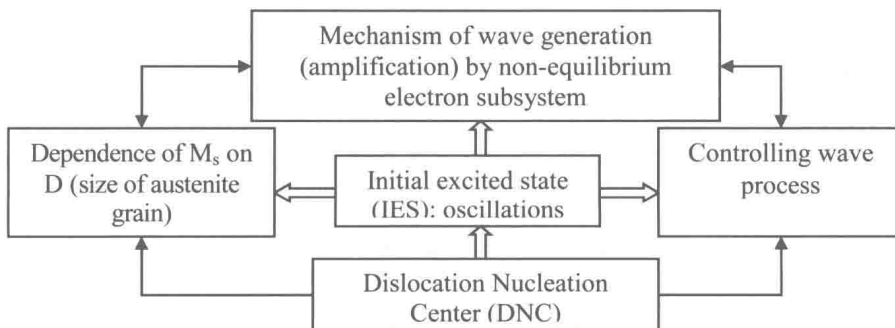 Mechanism of wave generation
(amplification) by non-equilibrium
electron subsystem
Dependence of Ms on
D (size of austenite
grain)
Initial excited state
(IES): oscillations
Controlling wave
process
Dislocation Nucleation
Center (DNC)